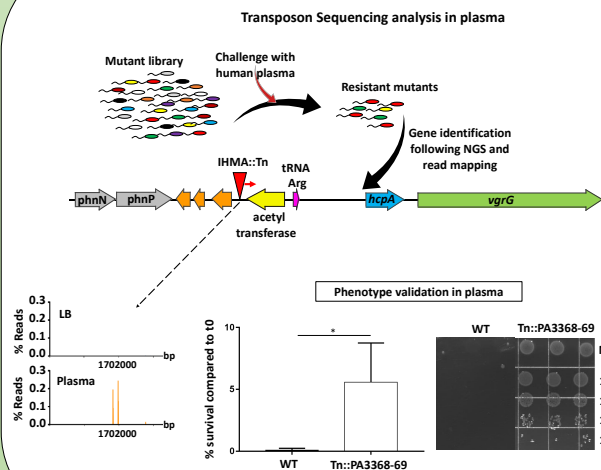 Transposon Sequencing analysis in plasma
Mutant library
Challenge with
human plasma
Resistant mutants
Gene identification
following NGS and
read mapping
IHMA::Tn
tRNA
Arg
phnN
phnP
acetyl
transferase
hcpA
vgrG
Phenotype validation in plasma
% Reads
0.3
0.2
0.1
0.0
LB
1702000
bp
% Reads
0.3
0.2
0.1
0.0
Plasma
1702000
bp
% survival compared to t0
10
5
0
*
WT
Tn::PA3368-69
WT
Tn::PA3368-69